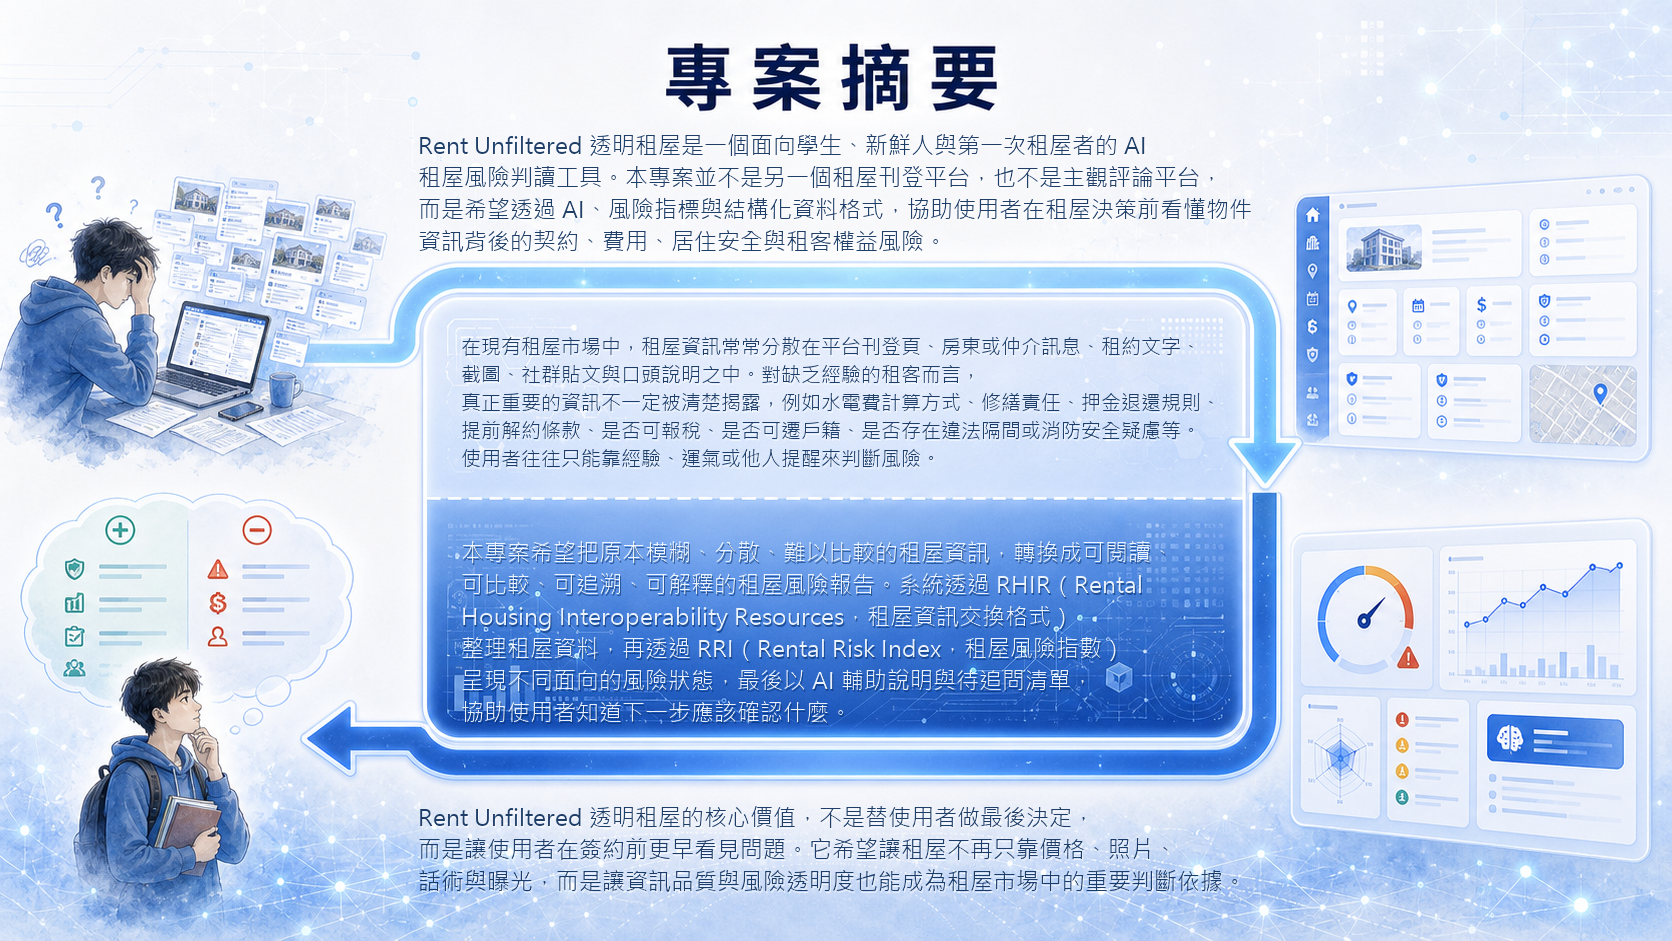 專案摘要
Rent Unfiltered 透明租屋是一個面向學生、新鮮人與第一次租屋者的 AI
租屋風險判讀工具。本專案並不是另一個租屋刊登平台，也不是主觀評論平台，
而是希望透過 AI、風險指標與結構化資料格式，協助使用者在租屋決策前看懂物件
資訊背後的契約、費用、居住安全與租客權益風險。
在現有租屋市場中，租屋資訊常常分散在平台刊登頁、房東或仲介訊息、租約文字、
截圖、社群貼文與口頭說明之中。對缺乏經驗的租客而言，
真正重要的資訊不一定被清楚揭露，例如水電費計算方式、修繕責任、押金退還規則、
提前解約條款、是否可報稅、是否可遷戶籍、是否存在違法隔間或消防安全疑慮等。
使用者往往只能靠經驗、運氣或他人提醒來判斷風險。
本專案希望把原本模糊、分散、難以比較的租屋資訊，轉換成可閱讀、
可比較、可追溯、可解釋的租屋風險報告。系統透過 RHIR（Rental
Housing Interoperability Resources，租屋資訊交換格式）
整理租屋資料，再透過 RRI（Rental Risk Index，租屋風險指數）
呈現不同面向的風險狀態，最後以 AI 輔助說明與待追問清單，
協助使用者知道下一步應該確認什麼。
Rent Unfiltered 透明租屋的核心價值，不是替使用者做最後決定，
而是讓使用者在簽約前更早看見問題。它希望讓租屋不再只靠價格、照片、
話術與曝光，而是讓資訊品質與風險透明度也能成為租屋市場中的重要判斷依據。